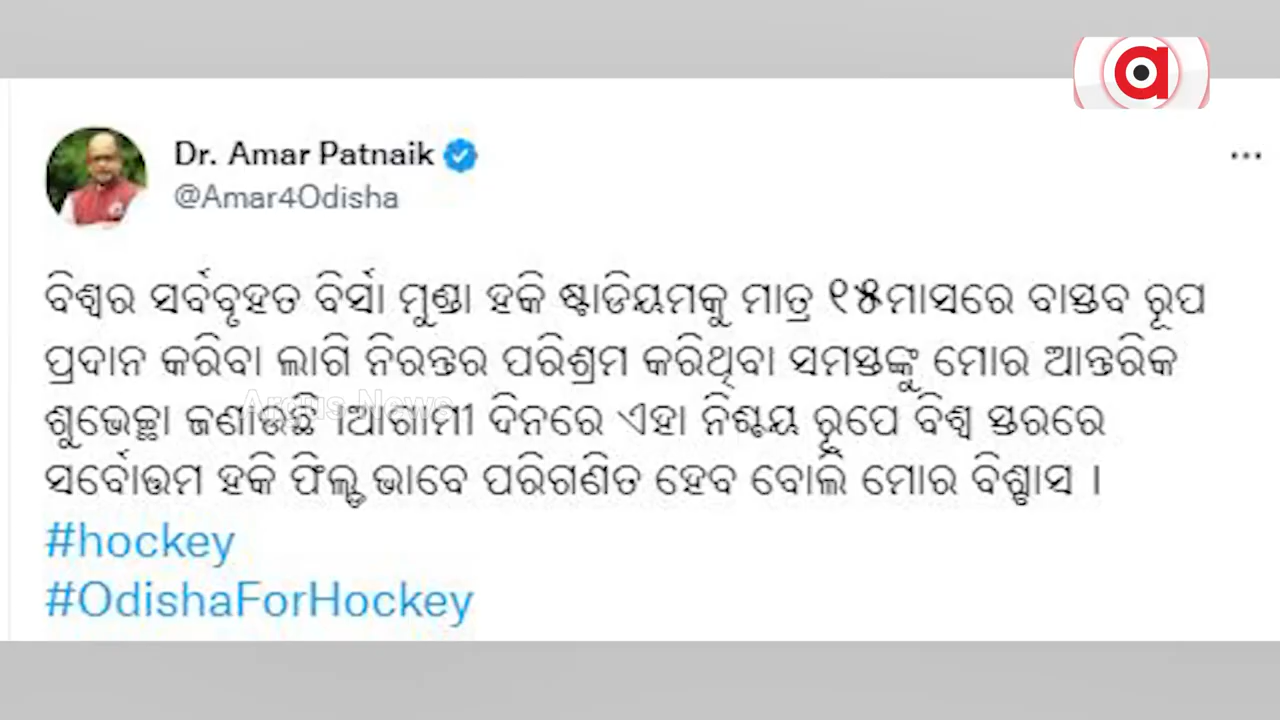 Dr. Amar Patnaik
@Amar4Odisha
ବିଶ୍ୱର ସର୍ବବୃହତ ବିର୍ସା ମୁଣ୍ଡା ହକି ଷ୍ଟାଡିୟମକୁ ମାତ୍ର ୧୫ମାସରେ ବାସ୍ତବ ରୂପ
ପ୍ରଦାନ କରିବା ଲାଗି ନିରନ୍ତର ପରିଶ୍ରମ କରିଥିବା ସମସ୍ତଙ୍କୁ ମୋର ଆନ୍ତରିକ
ଶୁଭେଚ୍ଛା ଜଣାଉଛି ।ଆଗାମୀ ଦିନରେ ଏହା ନିଶ୍ଚୟ ରୂପେ ବିଶ୍ଵ ସ୍ତରରେ
ସର୍ବୋତ୍ତମ ହକି ଫିଲ୍ଡ ଭାବେ ପରିଗଣିତ ହେବ ବୋଲି ମୋର ବିଶ୍ବାସ ।
#hockey
#OdishaForHockey
Argus News
a